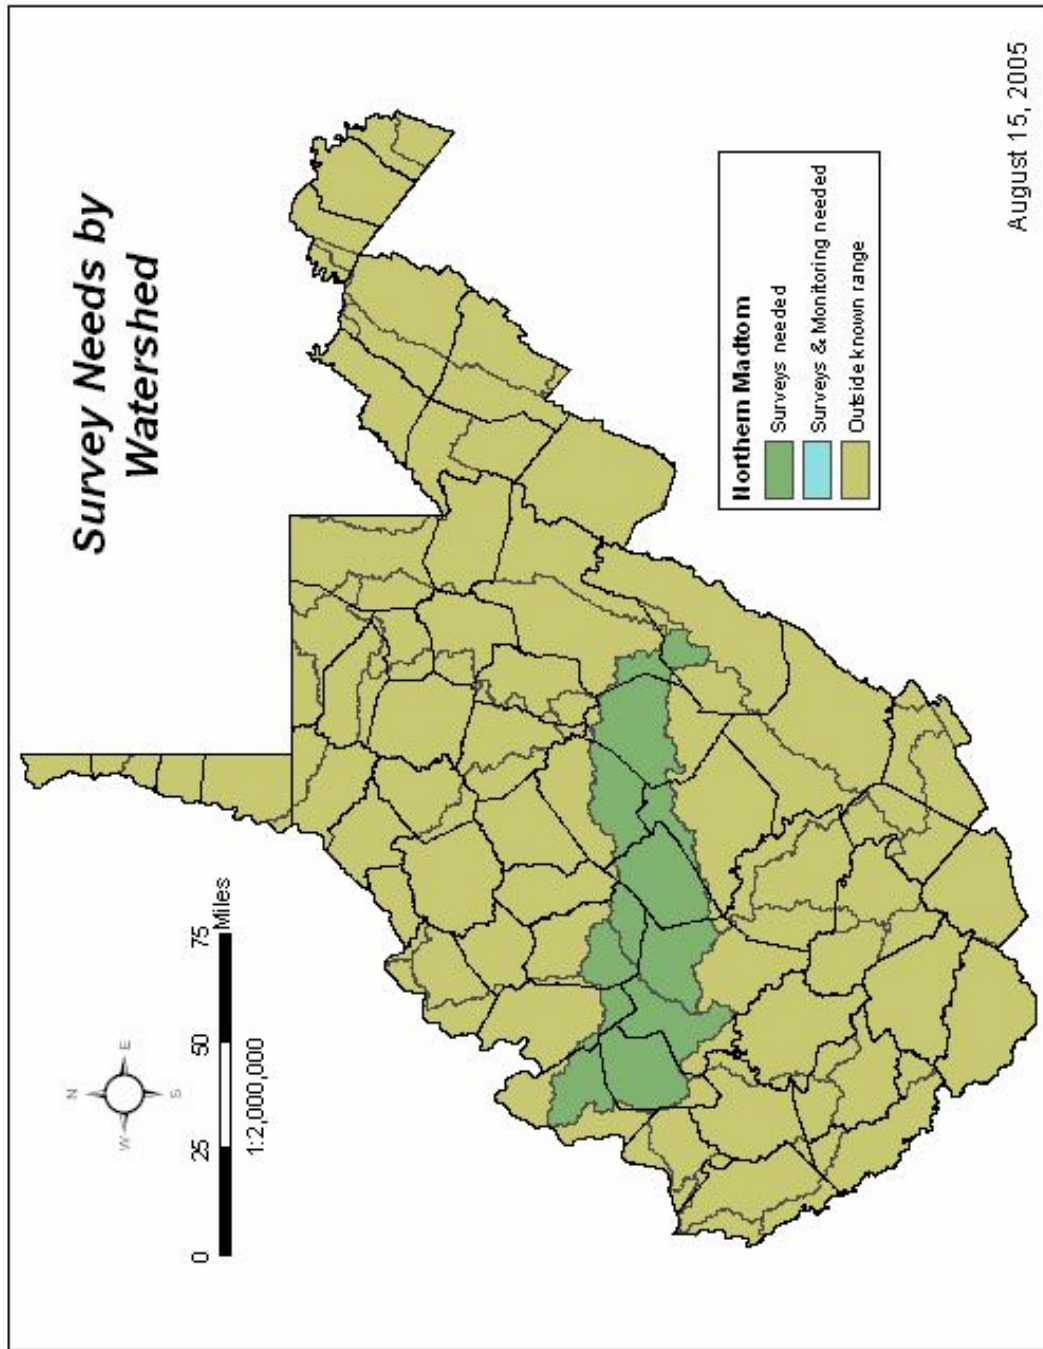 Survey Needs by
Watershed
N
W
E
S
0
25
50
75
Miles
1:2,000,000
Northern Madtom
Surveys needed
Surveys & Monitoring needed
Outside known range
August 15, 2005